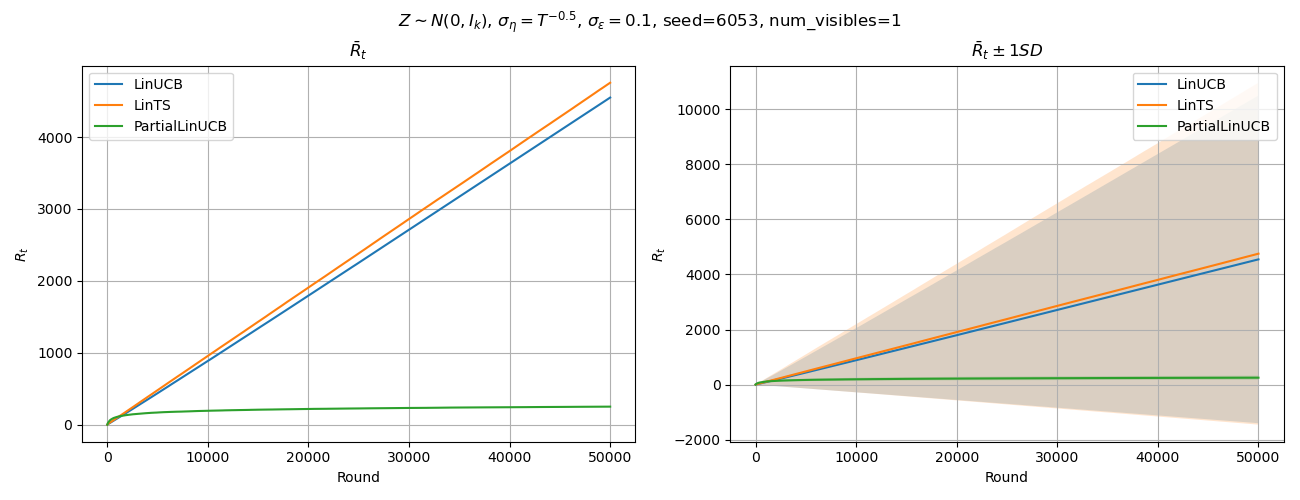 Z ∼ N(0, I_k), σ_η = T^{−0.5}, σ_ε = 0.1, seed=6053, num_visibles=1
R̄_t
LinUCB
LinTS
PartialLinUCB
R_t
4000
3000
2000
1000
0
0
10000
20000
30000
40000
50000
Round
R̄_t ± 1SD
LinUCB
LinTS
PartialLinUCB
R_t
10000
8000
6000
4000
2000
0
−2000
0
10000
20000
30000
40000
50000
Round